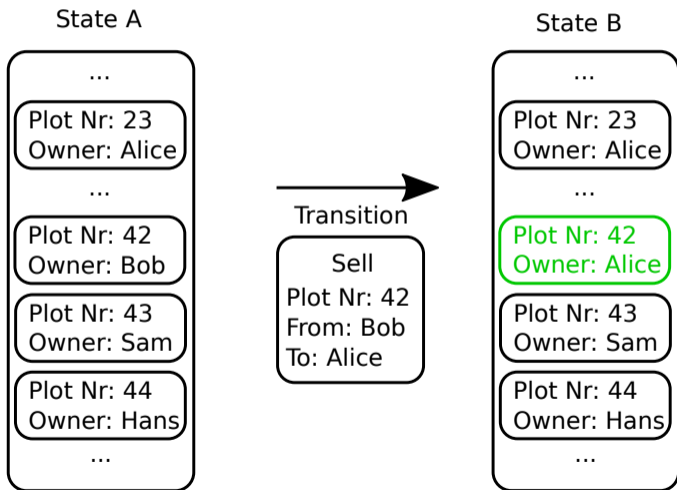 State A
...
Plot Nr: 23
Owner: Alice
...
Plot Nr: 42
Owner: Bob
Plot Nr: 43
Owner: Sam
Plot Nr: 44
Owner: Hans
...
Transition
Sell
Plot Nr: 42
From: Bob
To: Alice
State B
...
Plot Nr: 23
Owner: Alice
...
Plot Nr: 42
Owner: Alice
Plot Nr: 43
Owner: Sam
Plot Nr: 44
Owner: Hans
...